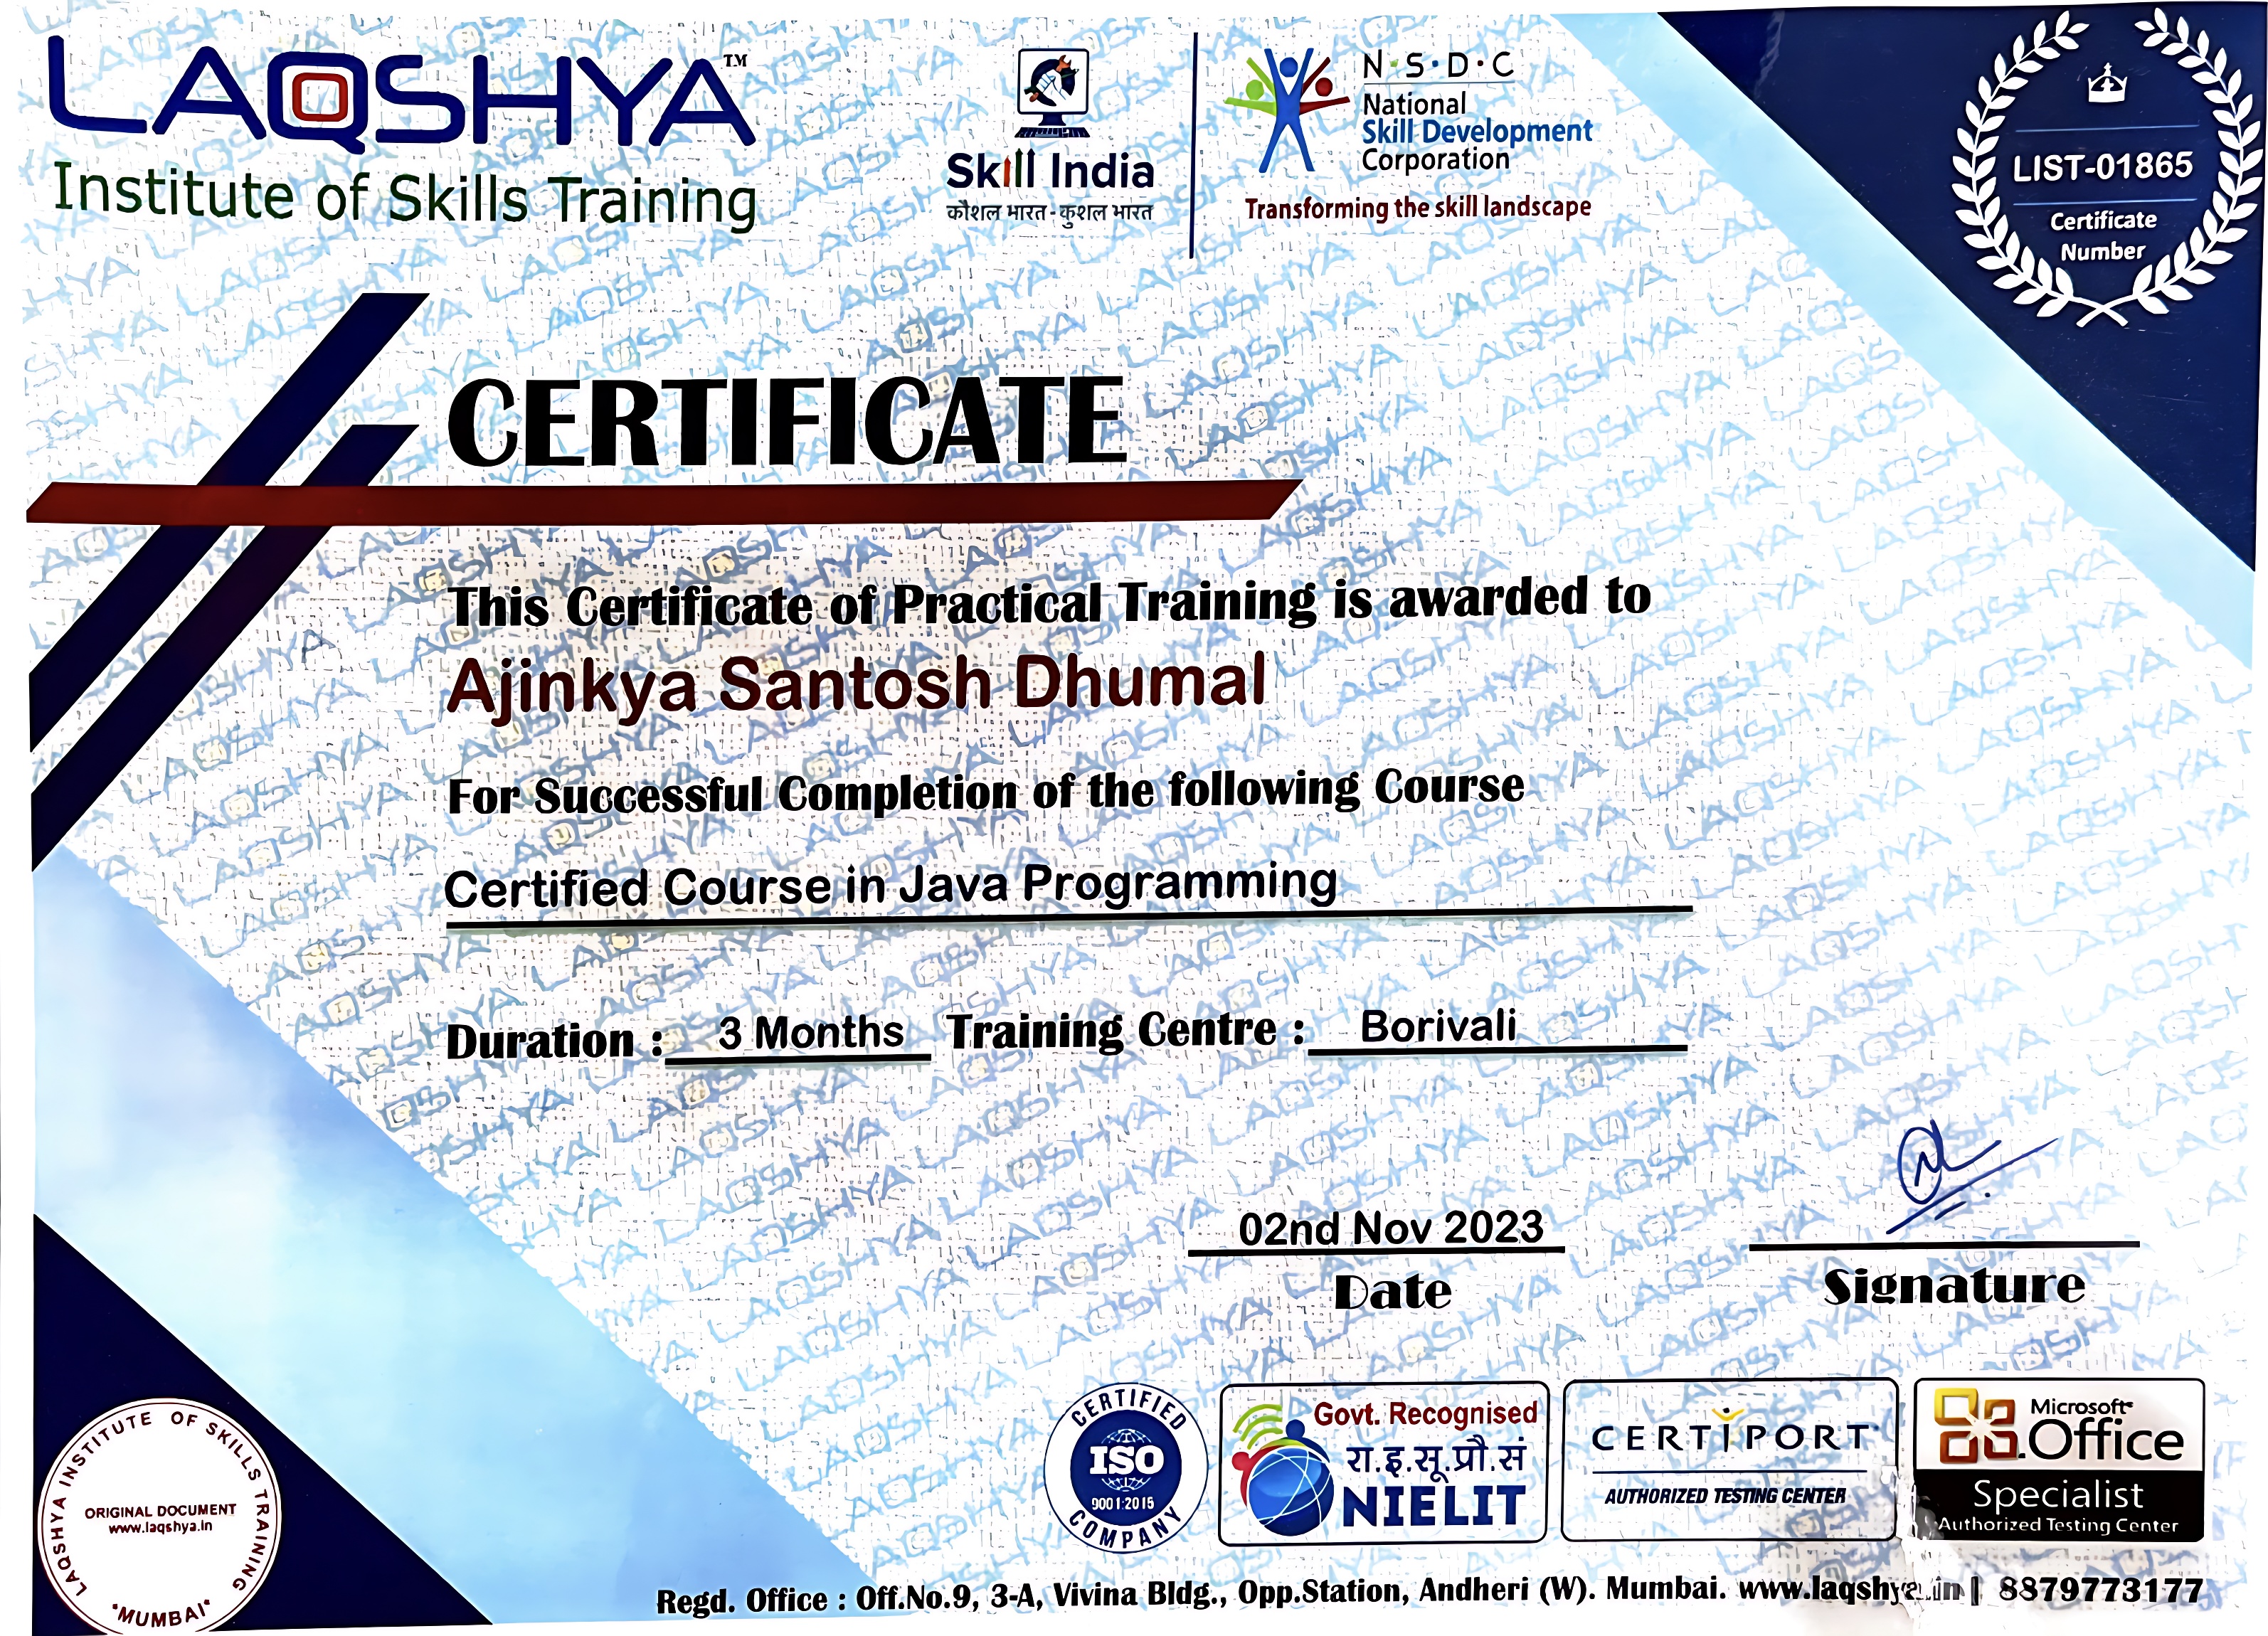 LAQSHYA™
Institute of Skills Training
Skill India
कौशल भारत - कुशल भारत
N·S·D·C
National
Skill Development
Corporation
Transforming the skill landscape
LIST-01865
Certificate
Number
CERTIFICATE
This Certificate of Practical Training is awarded to
Ajinkya Santosh Dhumal
For Successful Completion of the following Course
Certified Course in Java Programming
Duration : 3 Months Training Centre : Borivali
02nd Nov 2023
Date
Signature
LAQSHYA INSTITUTE OF SKILLS TRAINING
ORIGINAL DOCUMENT
www.laqshya.in
*MUMBAI*
CERTIFIED
ISO
9001:2015
COMPANY
Govt. Recognised
रा.इ.सू.प्रौ.सं
NIELIT
CERTIPORT
AUTHORIZED TESTING CENTER
Microsoft
Office
Specialist
Authorized Testing Center
Regd. Office : Off.No.9, 3-A, Vivina Bldg., Opp.Station, Andheri (W). Mumbai. www.laqshya.in | 8879773177